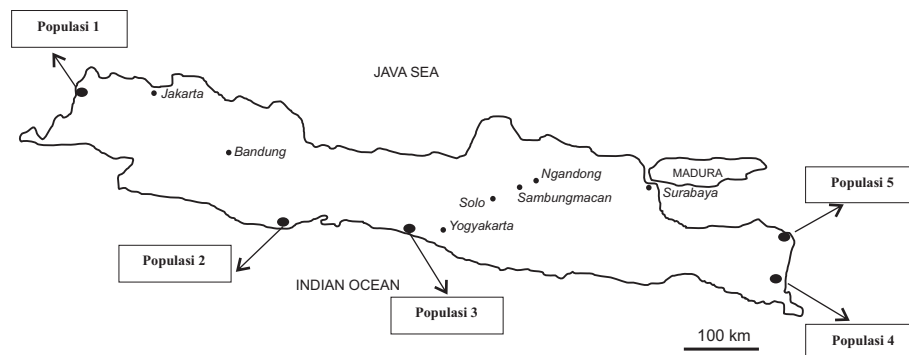 Populasi 1
JAVA SEA
Jakarta
Bandung
Ngandong
MADURA
Solo
Sambungmacan
Surabaya
Populasi 5
Yogyakarta
Populasi 2
INDIAN OCEAN
Populasi 3
100 km
Populasi 4